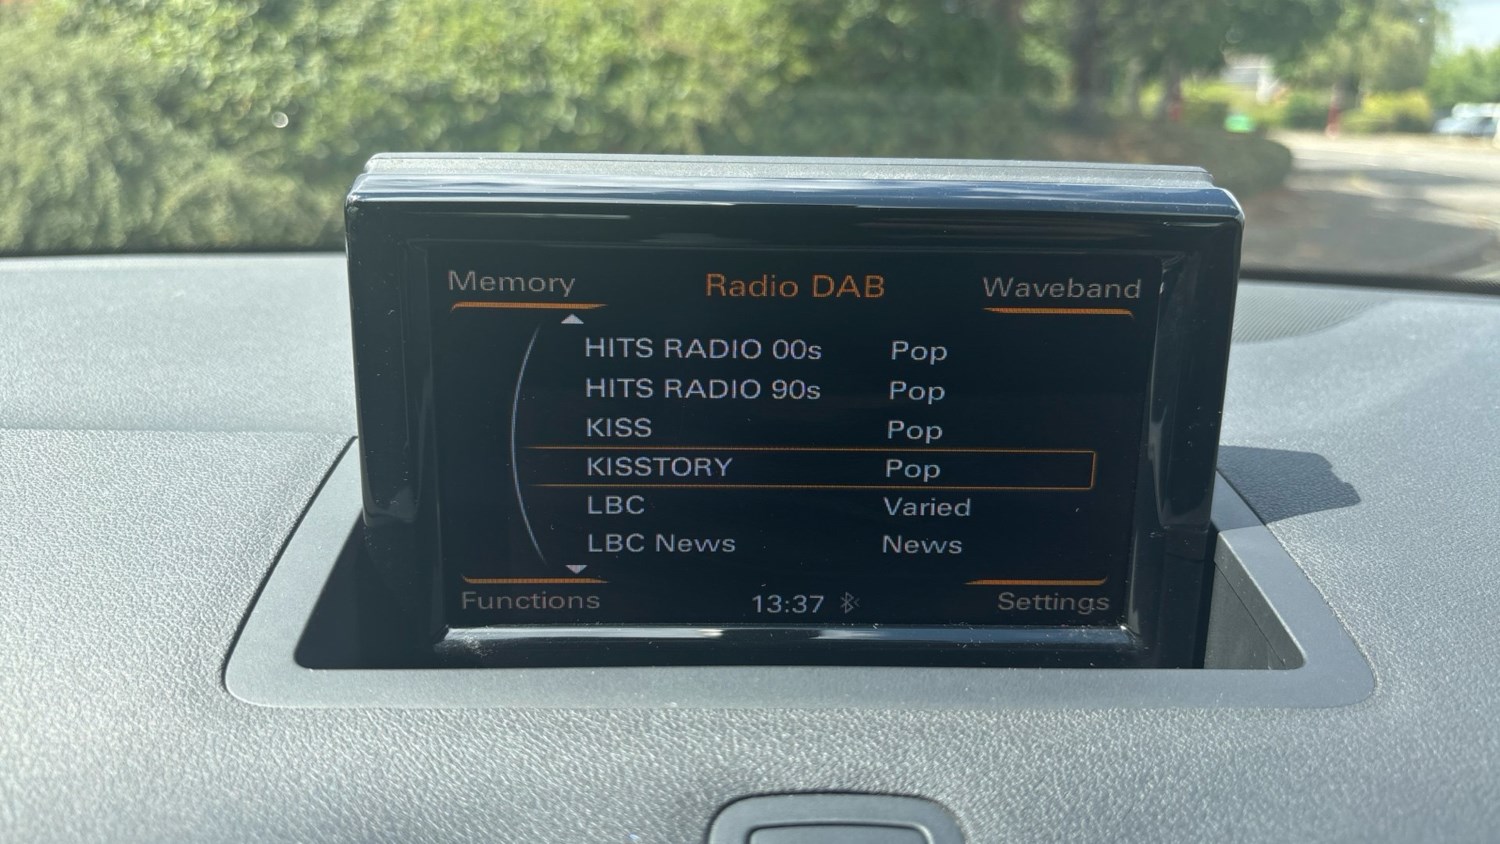 Memory Radio DAB Waveband
HITS RADIO 00s Pop
HITS RADIO 90s Pop
KISS Pop
KISSTORY Pop
LBC Varied
LBC News News
Functions 13:37 Settings